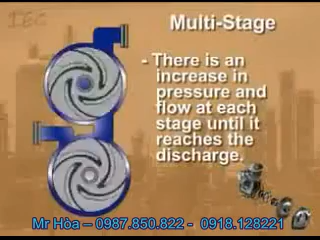 IEC
Multi-Stage
- There is an
increase in
pressure and
flow at each
stage until it
reaches the
discharge.
Mr Hòa – 0987.850.822 - 0918.128221